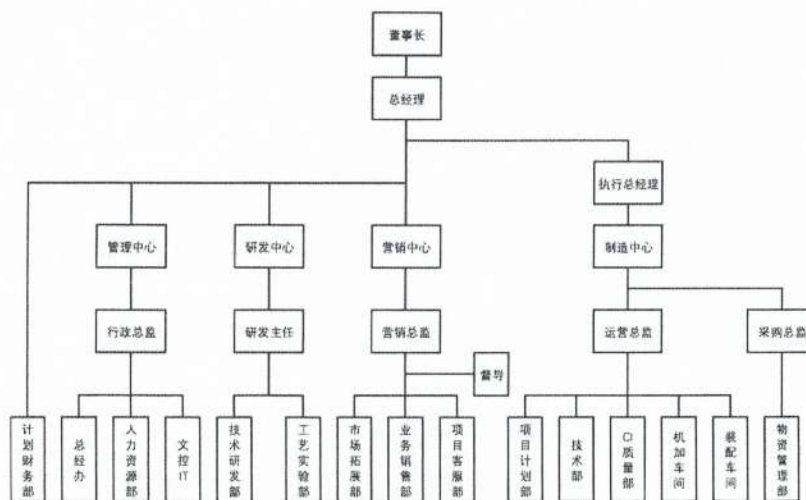 董事长
总经理
执行总经理
管理中心
研发中心
营销中心
制造中心
行政总监
研发主任
营销总监
运营总监
采购总监
督导
计划财务部
总经办
人力资源部
文控IT
技术研发部
工艺实验部
市场拓展部
业务销售部
项目客服部
项目计划部
技术部
CI质量部
机加车间
装配车间
物资管理部